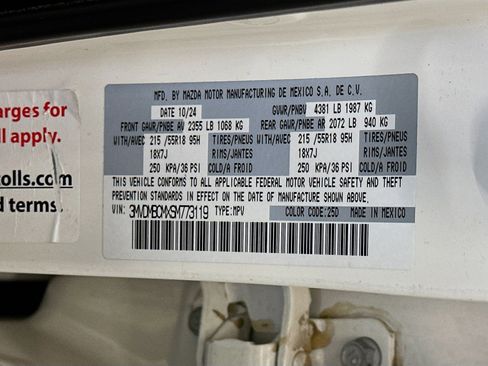 MFD. BY MAZDA MOTOR MANUFACTURING DE MEXICO S.A. DE C.V.
DATE 10/24 GVWR/PNBV 4381 LB 1987 KG
FRONT GAWR/PNBE AV 2355 LB 1068 KG REAR GAWR/PNBE AR 2072 LB 940 KG
WITH/AVEC 215 /55R18 95H TIRES/PNEUS WITH/AVEC 215 /55R18 95H TIRES/PNEUS
18X7J RIMS/JANTES 18X7J RIMS/JANTES
250 KPA/36 PSI COLD/A FROID 250 KPA/36 PSI COLD/A FROID
THIS VEHICLE CONFORMS TO ALL APPLICABLE FEDERAL MOTOR VEHICLE SAFETY AND THEFT
PREVENTION STANDARDS IN EFFECT ON THE DATE OF MANUFACTURE SHOWN ABOVE.
VIN: 3MVDMBCMXSM773119 TYPE:MPV COLOR CODE:25D
arges for
ll apply.
olls.com
d terms.